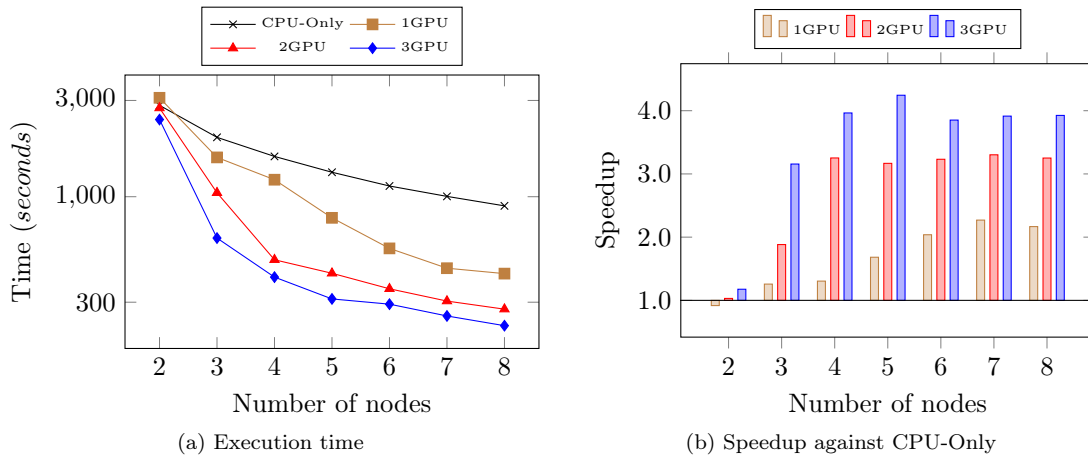 CPU-Only 1GPU
2GPU 3GPU
3,000
1,000
300
Time (seconds)
2 3 4 5 6 7 8
Number of nodes
(a) Execution time
1GPU 2GPU 3GPU
4.0
3.0
2.0
1.0
Speedup
2 3 4 5 6 7 8
Number of nodes
(b) Speedup against CPU-Only